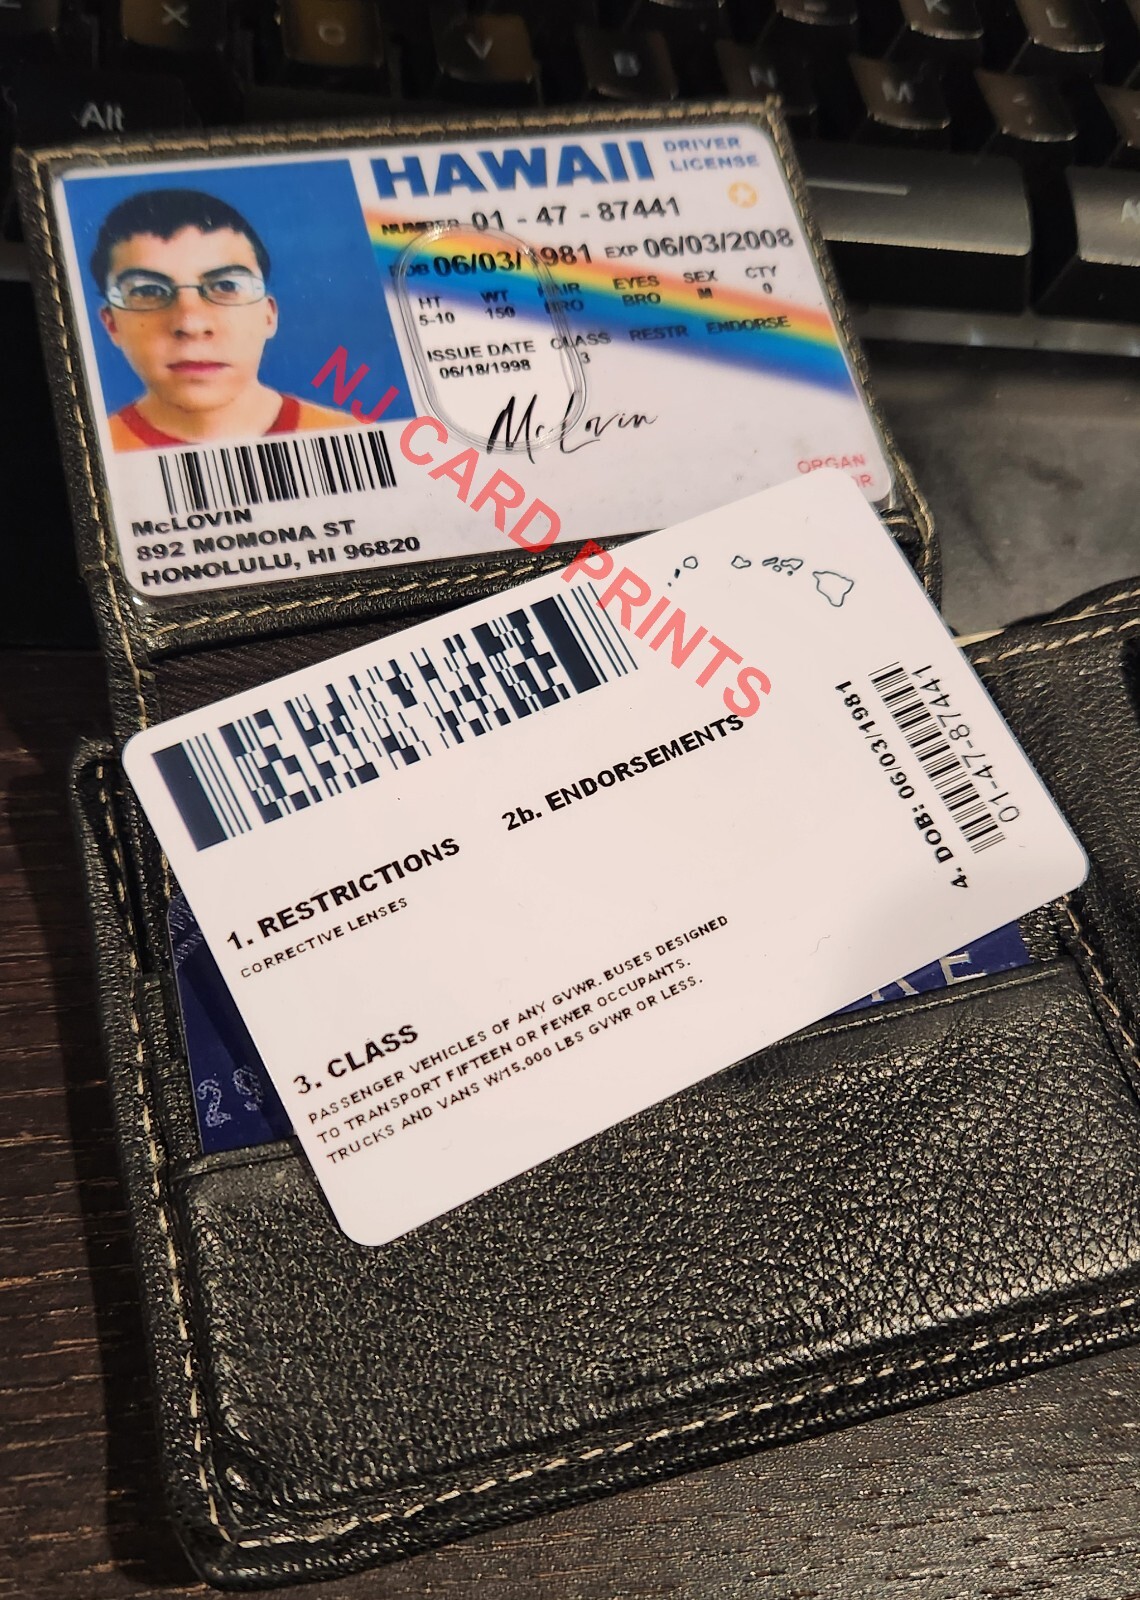 X
C
V
B
N
M
K
L
Alt
HAWAII
DRIVER
LICENSE
NUMBER 01 - 47 - 87441
DOB 06/03/1981 EXP 06/03/2008
HT WT HAIR EYES SEX CTY
5-10 150 BRO BRO M 0
ISSUE DATE CLASS RESTR ENDORSE
06/18/1998 3
McLovin
ORGAN
McLOVIN
892 MOMONA ST
HONOLULU, HI 96820
NJ CARD PRINTS
1. RESTRICTIONS
CORRECTIVE LENSES
2b. ENDORSEMENTS
3. CLASS
PASSENGER VEHICLES OF ANY GVWR. BUSES DESIGNED
TO TRANSPORT FIFTEEN OR FEWER OCCUPANTS.
TRUCKS AND VANS W/15.000 LBS GVWR OR LESS.
4. DOB: 06/03/1981
01-47-87441